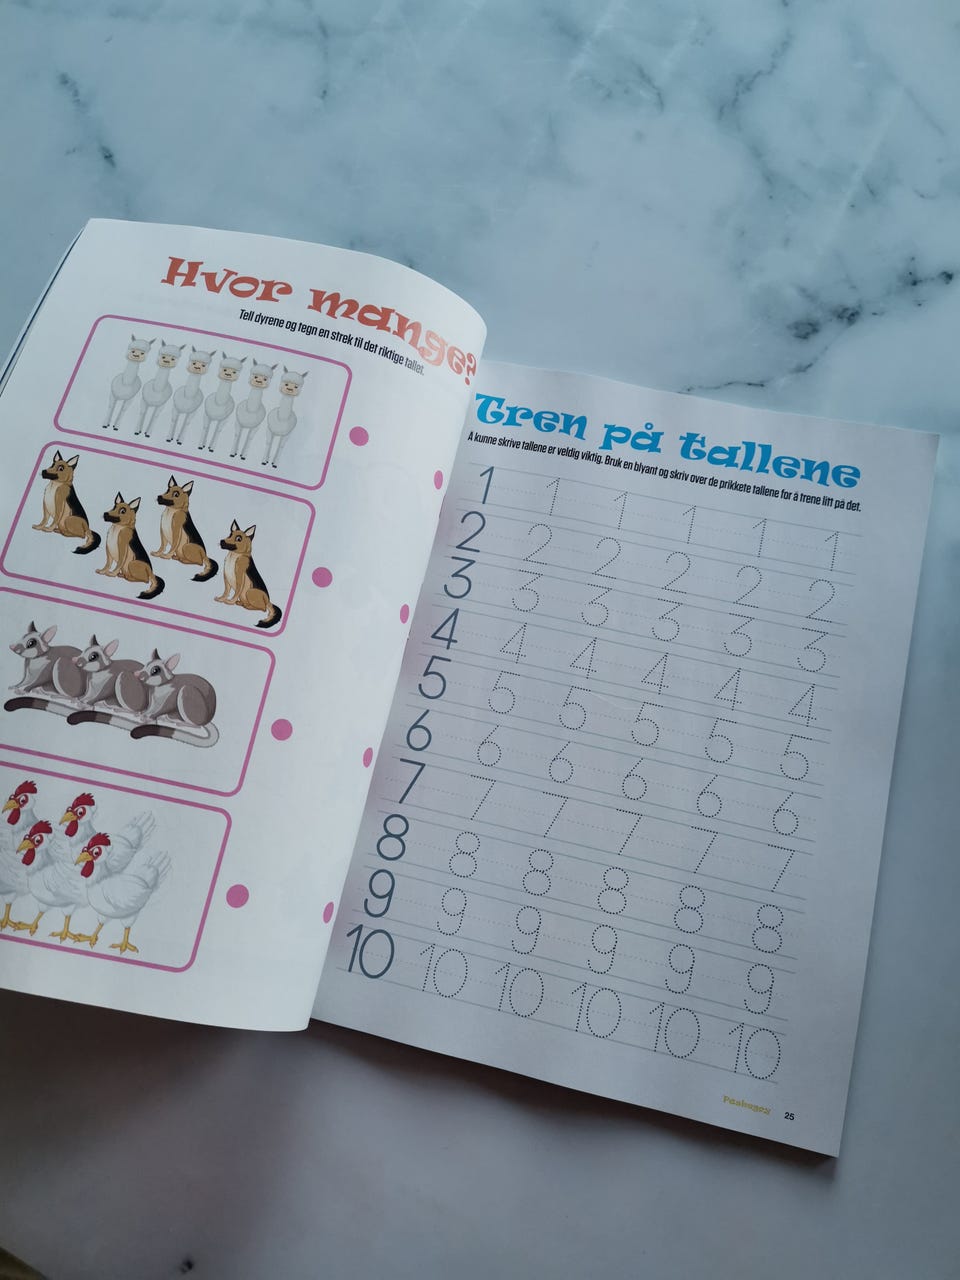 Hvor mange?
Tell dyrene og tegn en strek til det riktige tallet.
Tren på tallene
Å kunne skrive tallene er veldig viktig. Bruk en blyant og skriv over de prikkete tallene for å trene litt på det.
1 1 1 1 1 1
2 2 2 2 2 2
3 3 3 3 3 3
4 4 4 4 4 4
5 5 5 5 5 5
6 6 6 6 6 6
7 7 7 7 7 7
8 8 8 8 8 8
9 9 9 9 9 9
10 10 10 10 10 10
25